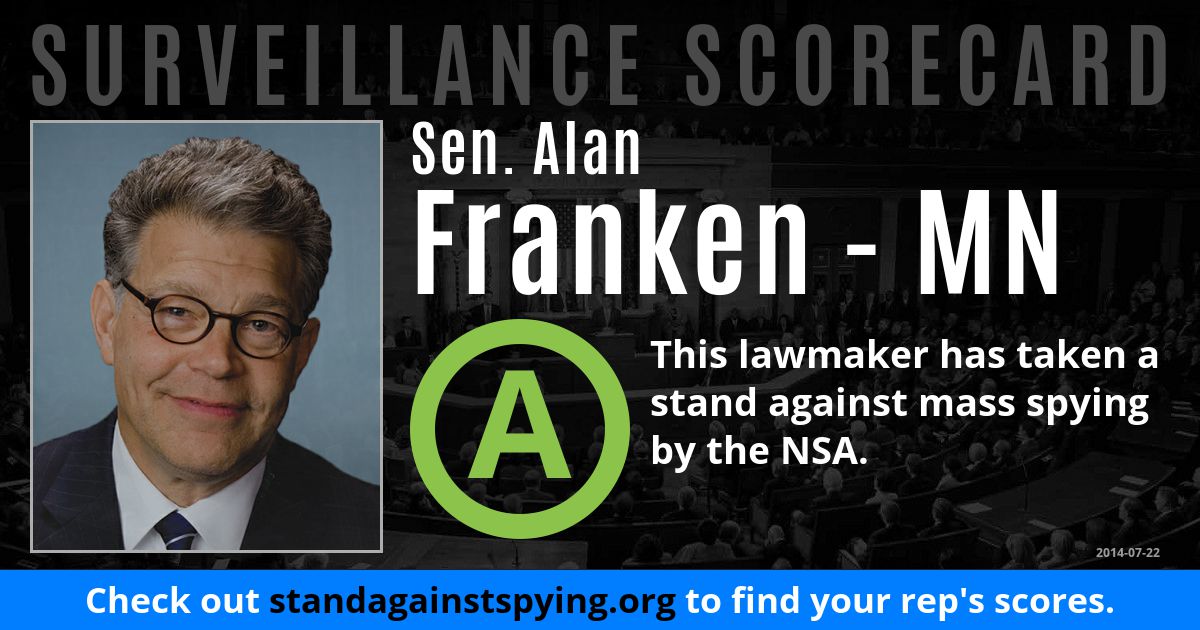 SURVEILLANCE SCORECARD
Sen. Alan
Franken - MN
A
This lawmaker has taken a
stand against mass spying
by the NSA.
2014-07-22
Check out standagainstspying.org to find your rep's scores.